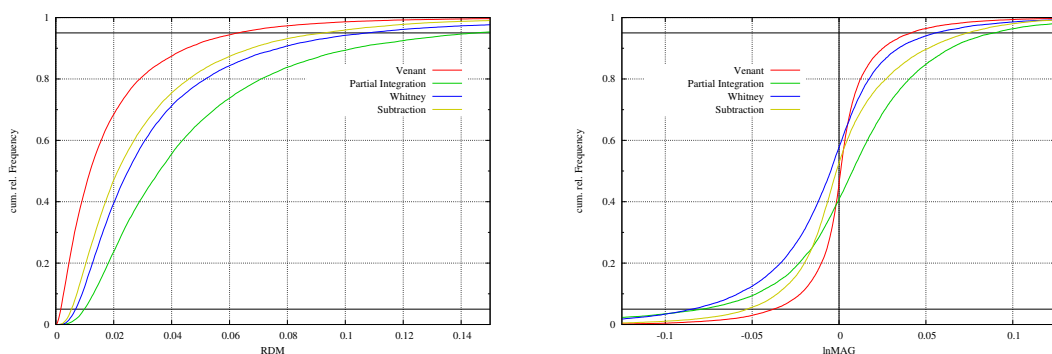 1
0.8
0.6
0.4
0.2
0
cum. rel. Frequency
0 0.02 0.04 0.06 0.08 0.1 0.12 0.14
RDM
Venant
Partial Integration
Whitney
Subtraction
1
0.8
0.6
0.4
0.2
0
cum. rel. Frequency
-0.1 -0.05 0 0.05 0.1
lnMAG
Venant
Partial Integration
Whitney
Subtraction